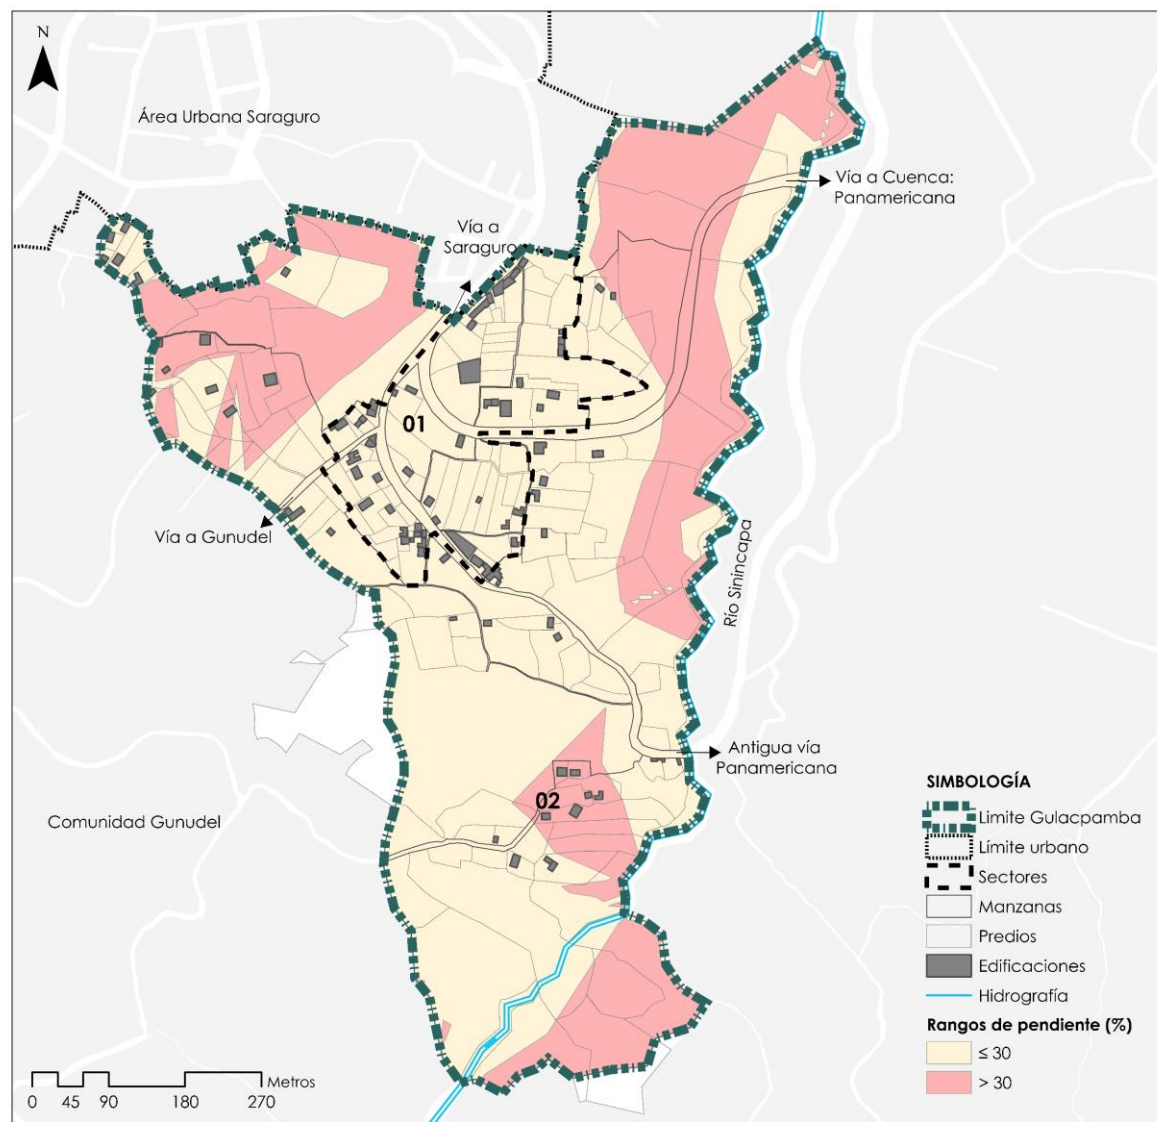 N
Área Urbana Saraguro
Vía a Cuenca:
Panamericana
Vía a
Saraguro
01
Vía a Gunudel
Río Sinincapa
Antigua vía
Panamericana
02
Comunidad Gunudel
SIMBOLOGÍA
Limite Gulacpamba
Límite urbano
Sectores
Manzanas
Predios
Edificaciones
Hidrografía
Rangos de pendiente (%)
≤ 30
> 30
Metros
0 45 90 180 270